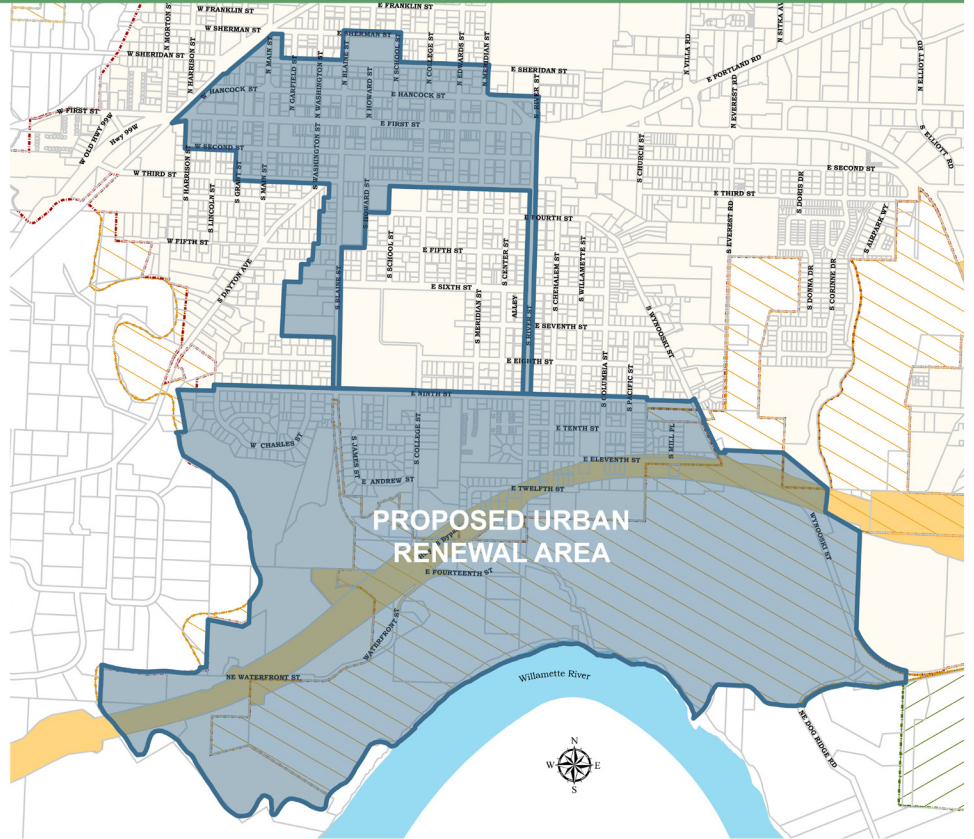 E FRANKLIN ST
W FRANKLIN ST
N SITKA AV
N MORTON ST
W SHERMAN ST
E SHERMAN ST
N ELLIOTT RD
N VILLA RD
W SHERIDAN ST
N HARRISON ST
N MAIN ST
N BLAINE ST
N SCHOOL ST
N COLLEGE ST
N EDWARDS ST
N MERIDIAN ST
E SHERIDAN ST
E PORTLAND RD
N GARFIELD ST
N WASHINGTON ST
N HOWARD ST
W HANCOCK ST
E HANCOCK ST
N RIVER ST
N EVEREST RD
W FIRST ST
E FIRST ST
W OLD HWY 99W
Hwy 99W
S ELLIOTT RD
W SECOND ST
S WASHINGTON ST
S CHURCH ST
E SECOND ST
W THIRD ST
S HARRISON ST
S GRANT ST
S MAIN ST
S LINCOLN ST
S HOWARD ST
E THIRD ST
S DORIS DR
E FOURTH ST
S EVEREST RD
S AIRPARK WY
W FIFTH ST
S SCHOOL ST
E FIFTH ST
S CENTER ST
S CHEHALEM ST
S WILLAMETTE ST
S DONNA DR
S CORINNE DR
S DAYTON AVE
S BLAINE ST
E SIXTH ST
S MERIDIAN ST
ALLEY
S RIVER ST
E SEVENTH ST
S WYNOOSKI ST
E EIGHTH ST
S COLUMBIA ST
S PACIFIC ST
E NINTH ST
W CHARLES ST
S JAMES ST
S COLLEGE ST
E TENTH ST
S MILL PL
E ELEVENTH ST
E ANDREW ST
E TWELFTH ST
PROPOSED URBAN
RENEWAL AREA
WYNOOSKI ST
E FOURTEENTH ST
WATERFRONT ST
NE WATERFRONT ST
Willamette River
NE DOG RIDGE RD
N
W E
S